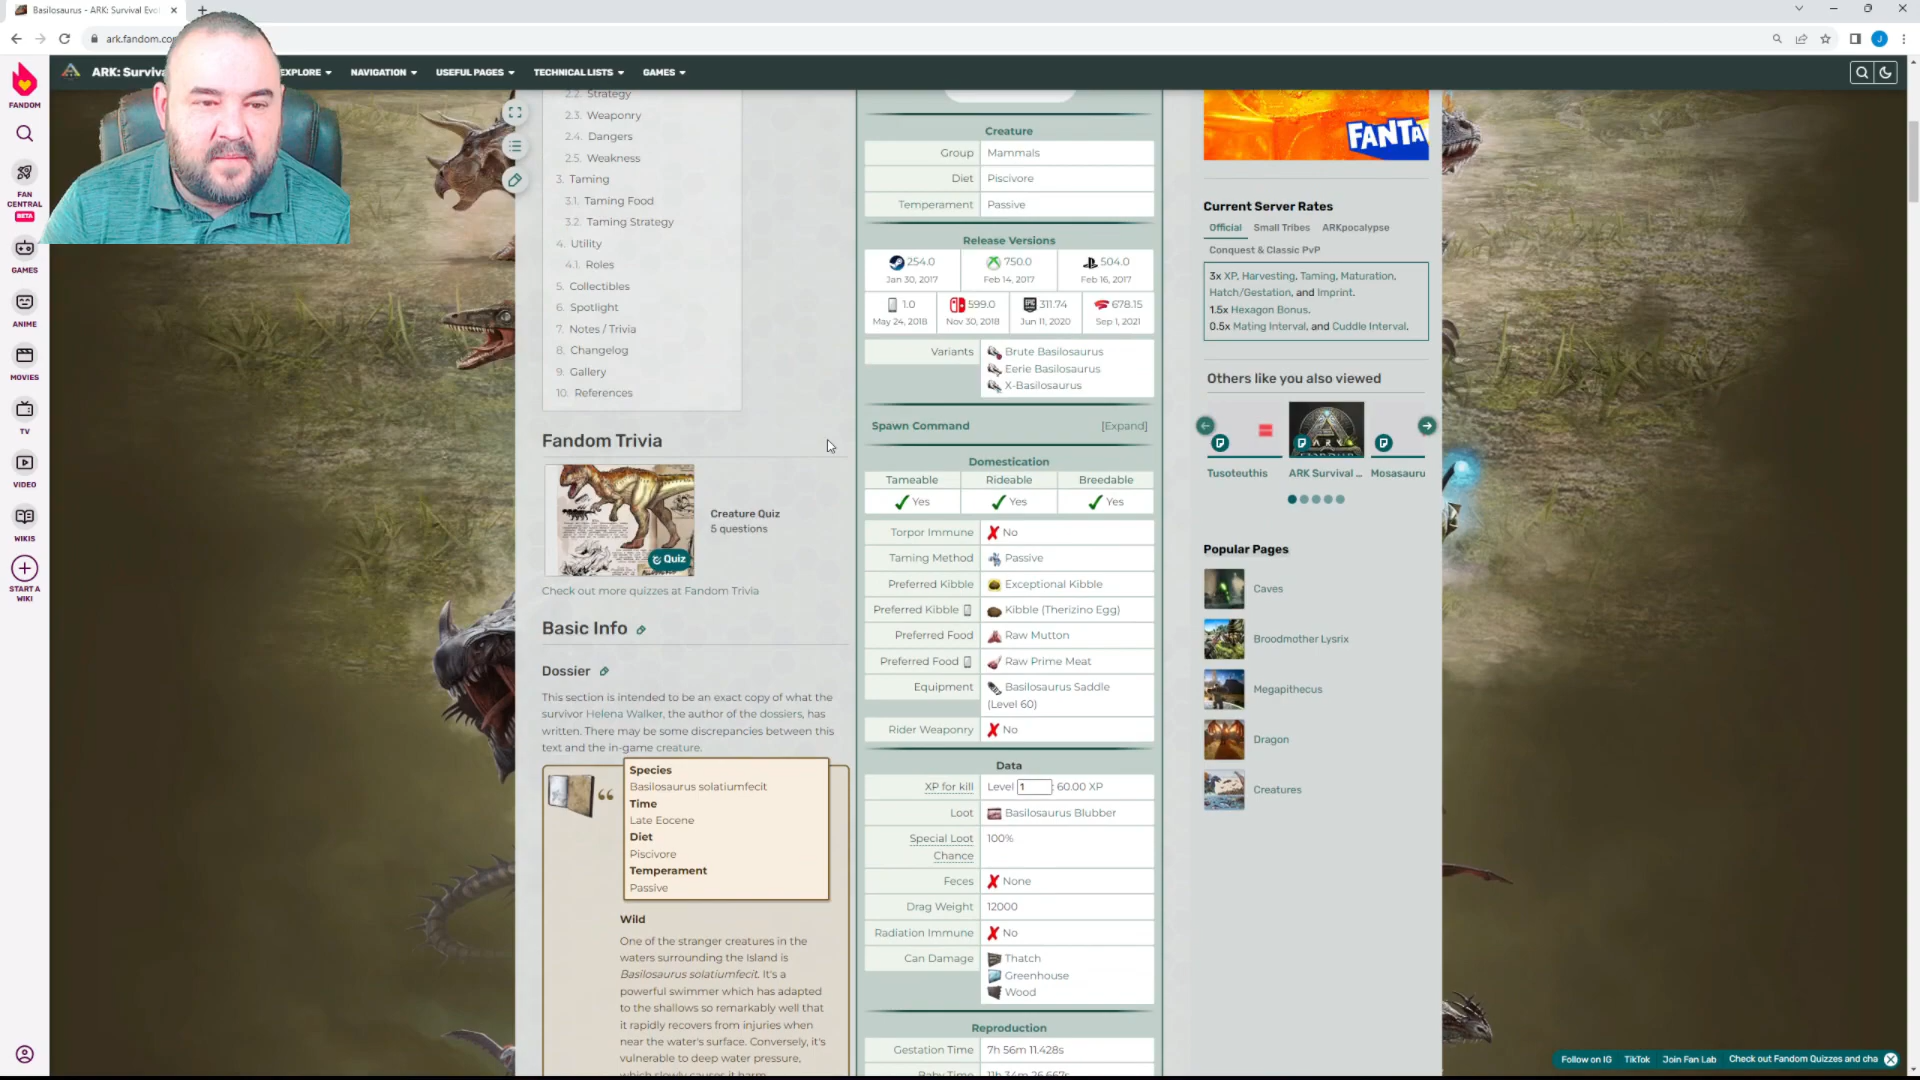 Basilosaurus - ARK: Survival Evol
ark.fandom.co
ARK: Surviva
EXPLORE
NAVIGATION
USEFUL PAGES
TECHNICAL LISTS
GAMES
FANDOM
FAN CENTRAL
BETA
GAMES
ANIME
MOVIES
TV
VIDEO
WIKIS
START A WIKI
2.2. Strategy
2.3. Weaponry
2.4. Dangers
2.5. Weakness
3. Taming
3.1. Taming Food
3.2. Taming Strategy
4. Utility
4.1. Roles
5. Collectibles
6. Spotlight
7. Notes / Trivia
8. Changelog
9. Gallery
10. References
Fandom Trivia
Quiz
Creature Quiz
5 questions
Check out more quizzes at Fandom Trivia
Basic Info
Dossier
This section is intended to be an exact copy of what the
survivor Helena Walker, the author of the dossiers, has
written. There may be some discrepancies between this
text and the in-game creature.
“
Species
Basilosaurus solatiumfecit
Time
Late Eocene
Diet
Piscivore
Temperament
Passive
Wild
One of the stranger creatures in the
waters surrounding the Island is
Basilosaurus solatiumfecit. It's a
powerful swimmer which has adapted
to the shallows so remarkably well that
it rapidly recovers from injuries when
near the water's surface. Conversely, it's
vulnerable to deep water pressure,
which slowly causes it harm.
Creature
Group Mammals
Diet Piscivore
Temperament Passive
Release Versions
254.0 750.0 504.0
Jan 30, 2017 Feb 14, 2017 Feb 16, 2017
1.0 599.0 311.74 678.15
May 24, 2018 Nov 30, 2018 Jun 11, 2020 Sep 1, 2021
Variants Brute Basilosaurus
Eerie Basilosaurus
X-Basilosaurus
Spawn Command [Expand]
Domestication
Tameable Rideable Breedable
Yes Yes Yes
Torpor Immune No
Taming Method Passive
Preferred Kibble Exceptional Kibble
Preferred Kibble Kibble (Therizino Egg)
Preferred Food Raw Mutton
Preferred Food Raw Prime Meat
Equipment Basilosaurus Saddle
(Level 60)
Rider Weaponry No
Data
XP for kill Level 1 : 60.00 XP
Loot Basilosaurus Blubber
Special Loot Chance 100%
Feces None
Drag Weight 12000
Radiation Immune No
Can Damage Thatch
Greenhouse
Wood
Reproduction
Gestation Time 7h 56m 11.428s
Baby Time 11h 34m 26.667s
FANTA
Current Server Rates
Official Small Tribes ARKpocalypse
Conquest & Classic PvP
3x XP, Harvesting, Taming, Maturation,
Hatch/Gestation, and Imprint.
1.5x Hexagon Bonus.
0.5x Mating Interval, and Cuddle Interval.
Others like you also viewed
Tusoteuthis ARK Survival ... Mosasauru
Popular Pages
Caves
Broodmother Lysrix
Megapithecus
Dragon
Creatures
Follow on IG TikTok Join Fan Lab Check out Fandom Quizzes and cha
J